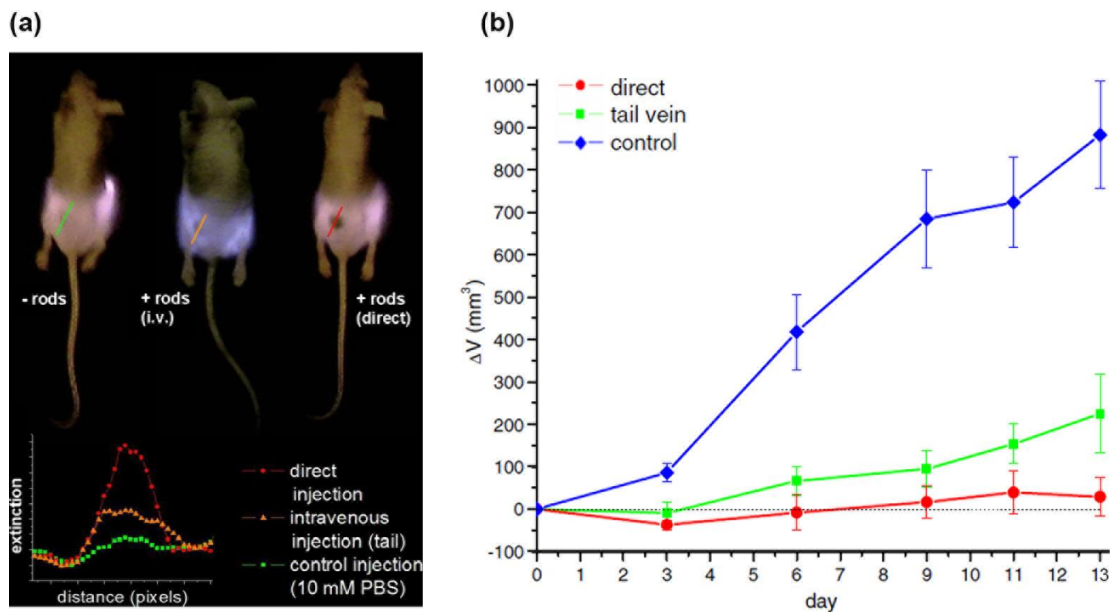 (a)
- rods
+ rods
(i.v.)
+ rods
(direct)
extinction
distance (pixels)
direct
injection
intravenous
injection (tail)
control injection
(10 mM PBS)
(b)
direct
tail vein
control
1000
900
800
700
600
500
400
300
200
100
0
-100
ΔV (mm³)
0 1 2 3 4 5 6 7 8 9 10 11 12 13
day